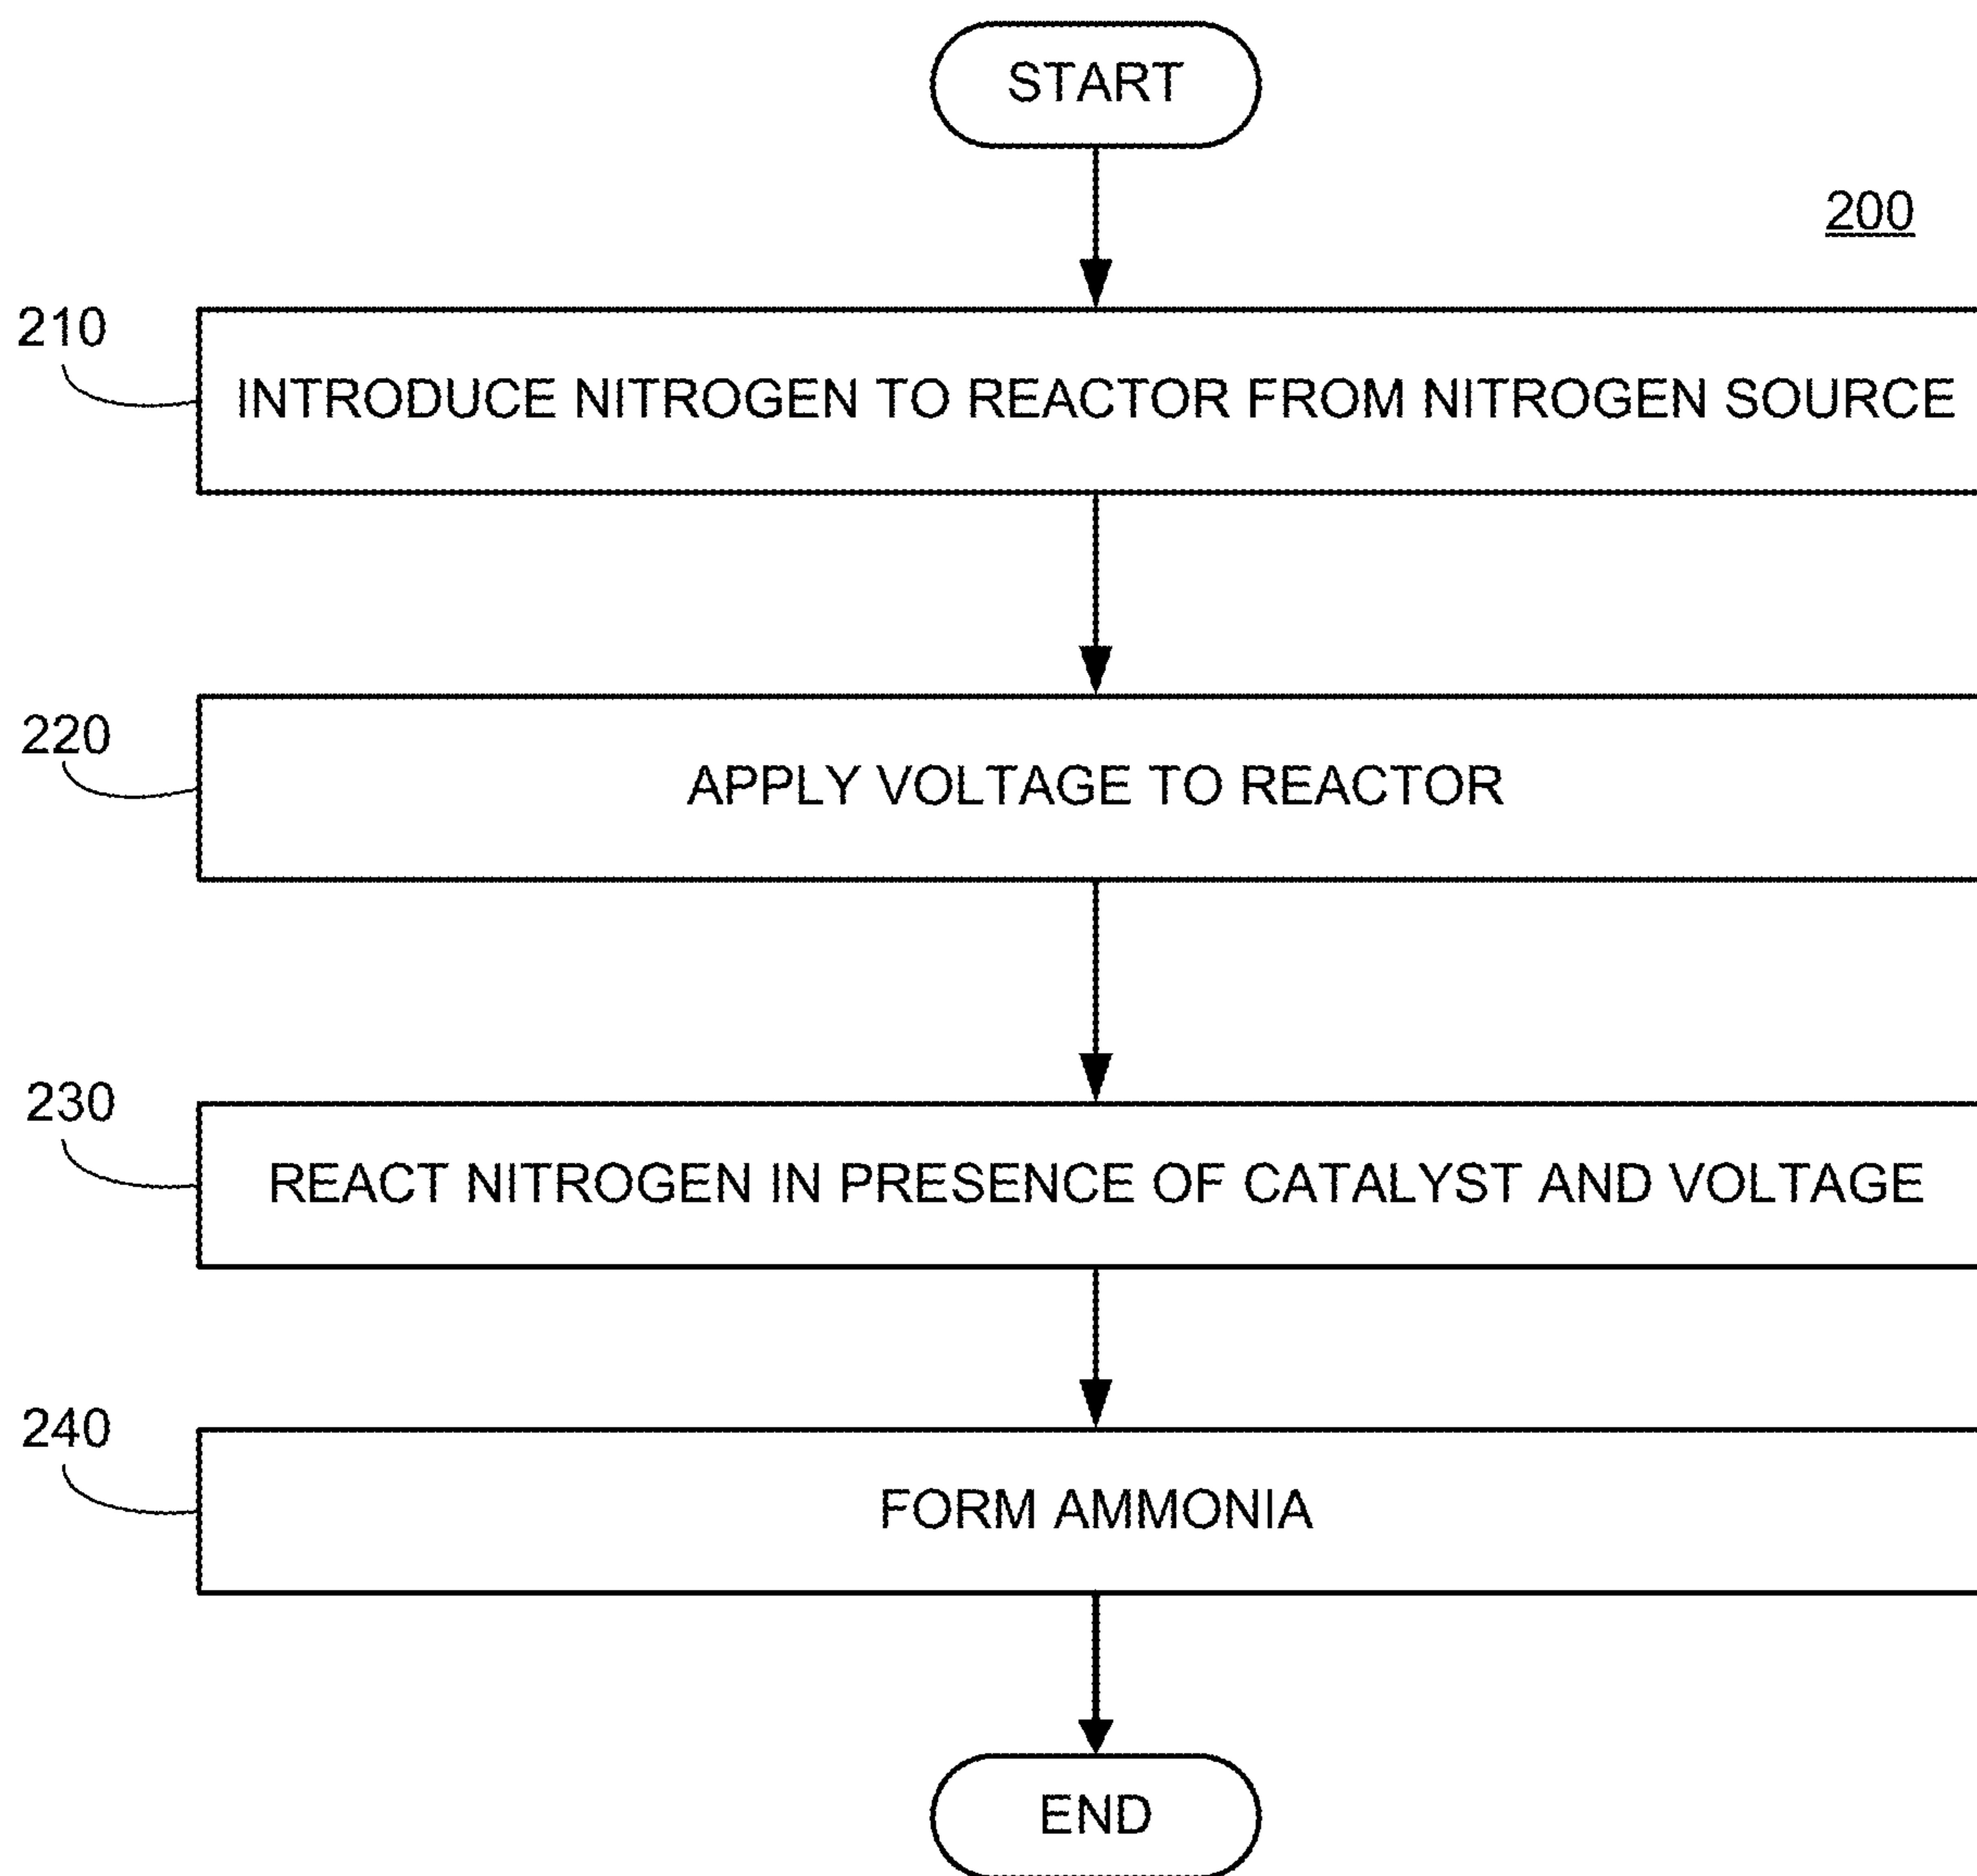 START
200
210
INTRODUCE NITROGEN TO REACTOR FROM NITROGEN SOURCE
220
APPLY VOLTAGE TO REACTOR
230
REACT NITROGEN IN PRESENCE OF CATALYST AND VOLTAGE
240
FORM AMMONIA
END